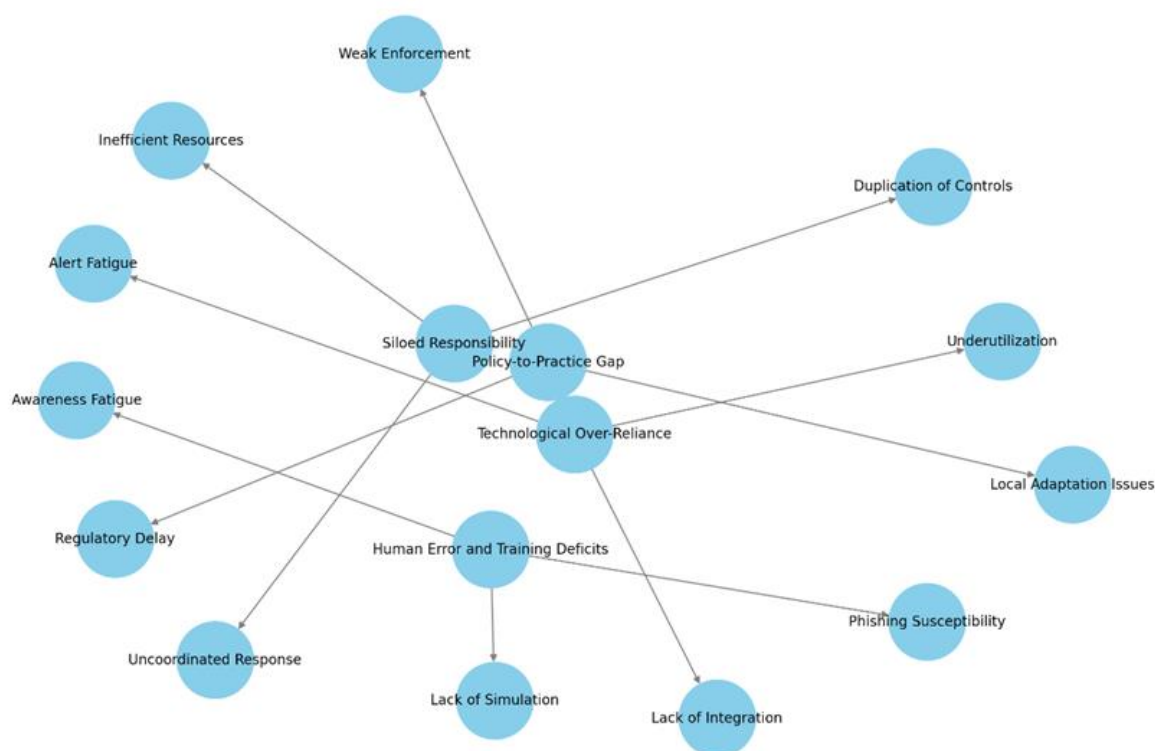 Weak Enforcement
Inefficient Resources
Duplication of Controls
Alert Fatigue
Siloed Responsibility
Underutilization
Policy-to-Practice Gap
Awareness Fatigue
Technological Over-Reliance
Local Adaptation Issues
Regulatory Delay
Human Error and Training Deficits
Phishing Susceptibility
Uncoordinated Response
Lack of Simulation
Lack of Integration